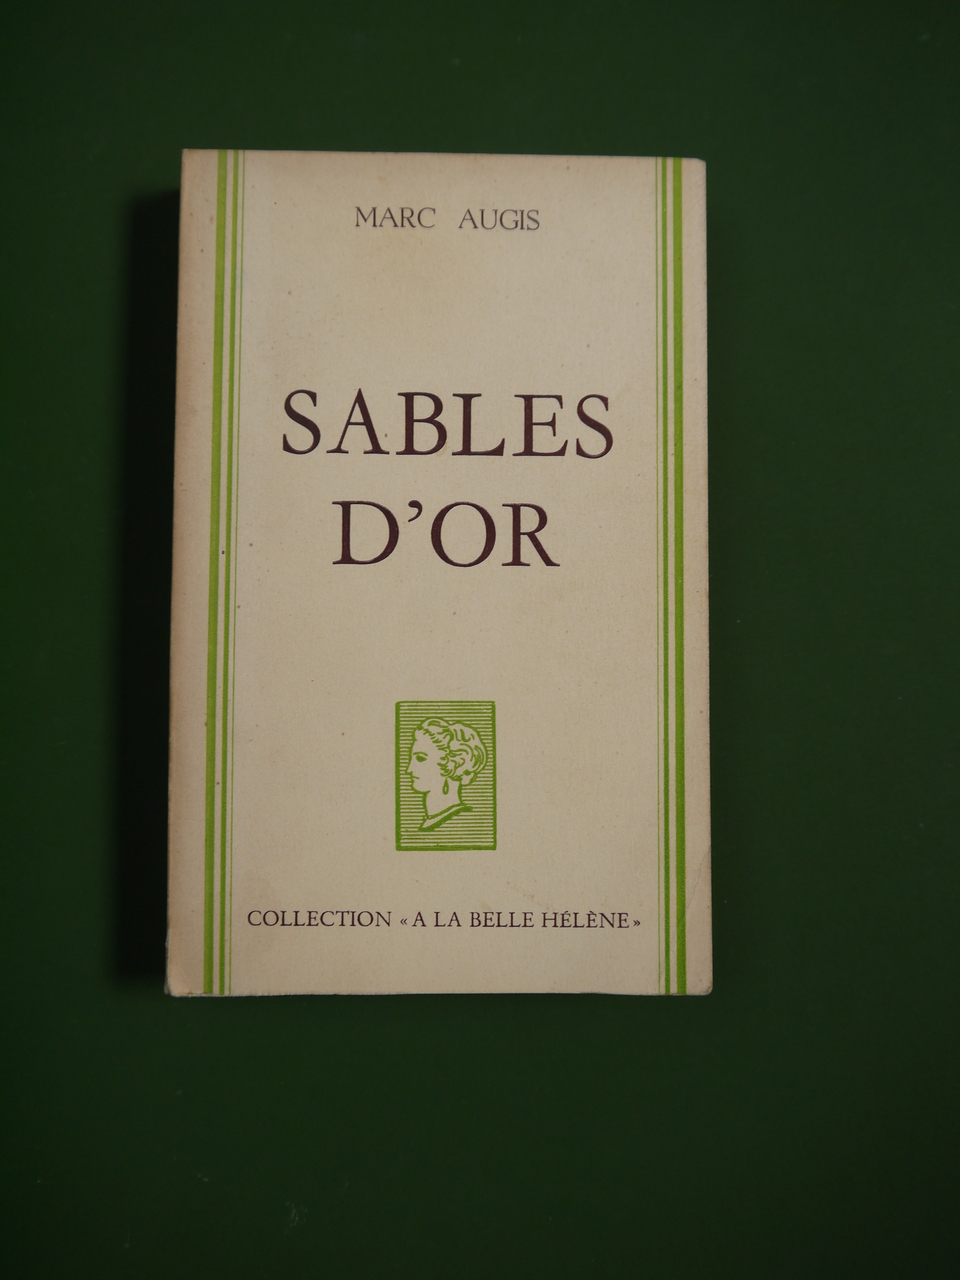 MARC AUGIS
SABLES
D'OR
COLLECTION « A LA BELLE HÉLÈNE »